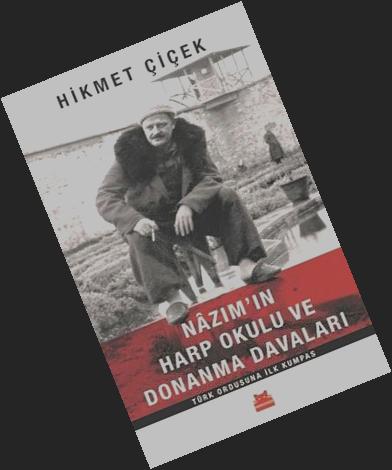 HİKMET ÇİÇEK
NÂZIM'IN
HARP OKULU VE
DONANMA DAVALARI
TÜRK ORDUSUNA İLK KUMPAS